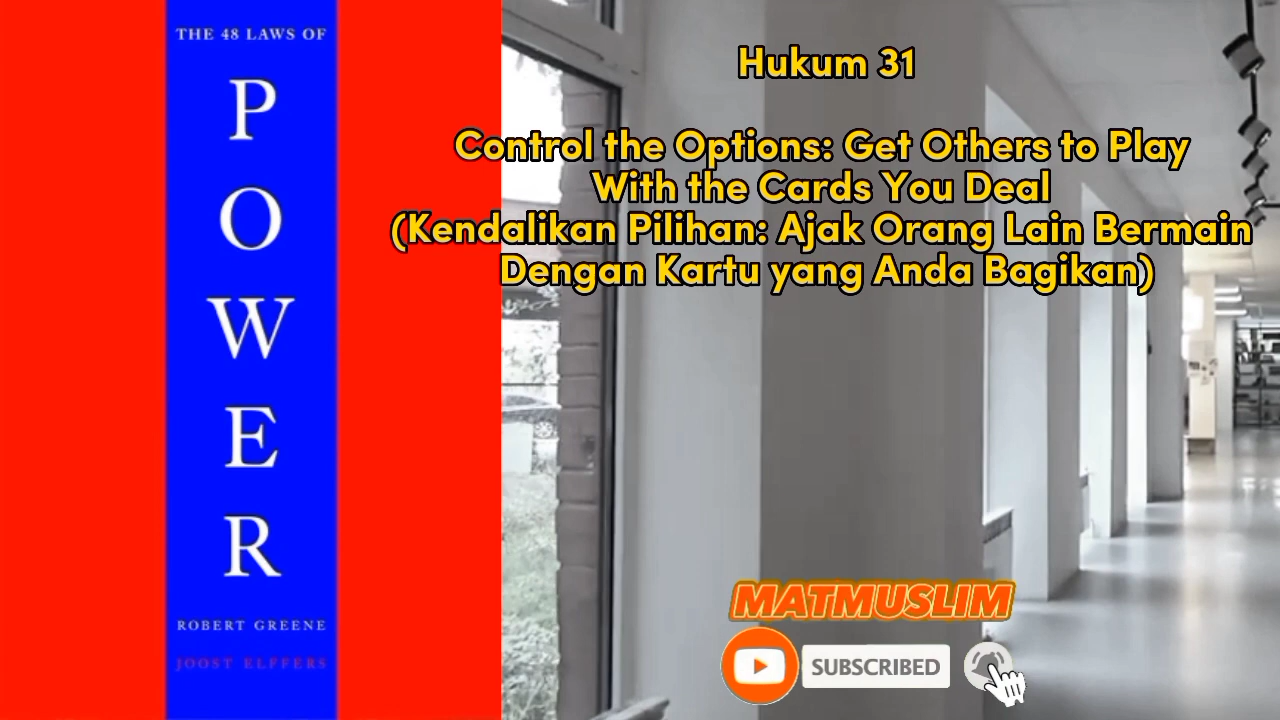 THE 48 LAWS OF
P
O
W
E
R
ROBERT GREENE
JOOST ELFFERS
Hukum 31
Control the Options: Get Others to Play
With the Cards You Deal
(Kendalikan Pilihan: Ajak Orang Lain Bermain
Dengan Kartu yang Anda Bagikan)
MATMUSLIM
SUBSCRIBED